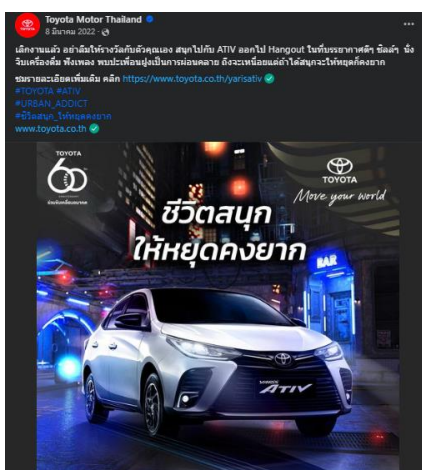 Toyota Motor Thailand
8 มีนาคม 2022
เลิกงานแล้ว อย่าลืมให้รางวัลกับตัวคุณเอง สนุกไปกับ ATIV ออกไป Hangout ในที่บรรยากาศดีๆ ชิลล์ๆ นั่ง
จิบเครื่องดื่ม ฟังเพลง พบปะเพื่อนฝูงเป็นการผ่อนคลาย ถึงจะเหนื่อยแต่ถ้าได้สนุกจะให้หยุดก็คงยาก
ชมรายละเอียดเพิ่มเติม คลิก https://www.toyota.co.th/yarisativ
#TOYOTA #ATIV
#URBAN_ADDICT
#ชีวิตสนุก_ให้หยุดคงยาก
www.toyota.co.th
TOYOTA
60
TOYOTA
Move your world
ชีวิตสนุก
ให้หยุดคงยาก
BAR
ATIV